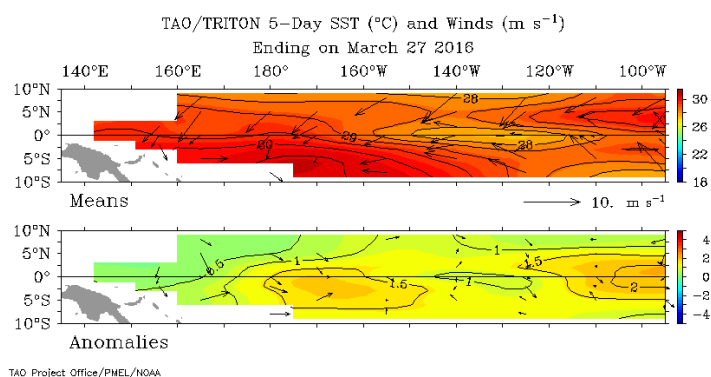 TAO/TRITON 5-Day SST (°C) and Winds (m s⁻¹)
Ending on March 27 2016
140°E 160°E 180° 160°W 140°W 120°W 100°W
10°N
5°N
0°
5°S
10°S
28
29
28
30
30
26
22
18
Means
10. m s⁻¹
10°N
5°N
0°
5°S
10°S
0.5
1
1.5
1
1
1.5
2
4
2
0
-2
-4
Anomalies
TAO Project Office/PMEL/NOAA